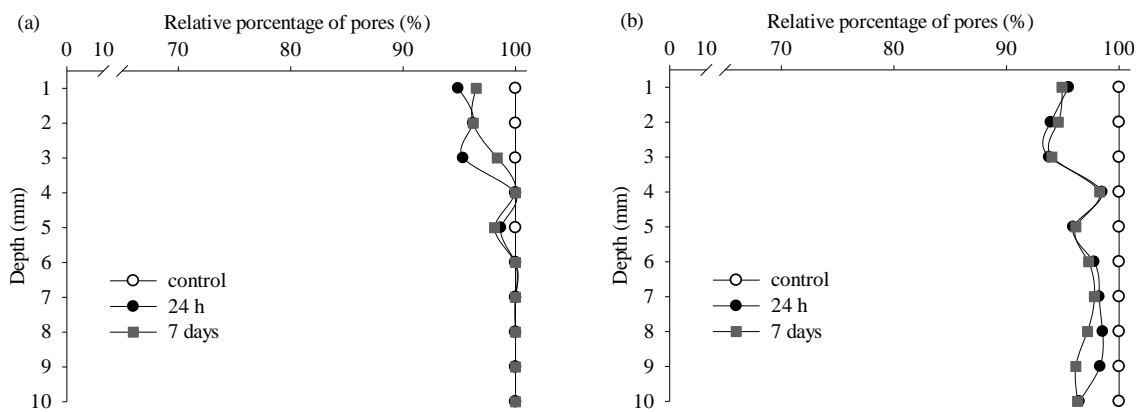 (a) Relative porcentage of pores (%)
0 10 70 80 90 100
Depth (mm)
1
2
3
4
5
6
7
8
9
10
control
24 h
7 days
(b) Relative porcentage of pores (%)
0 10 70 80 90 100
Depth (mm)
1
2
3
4
5
6
7
8
9
10
control
24 h
7 days